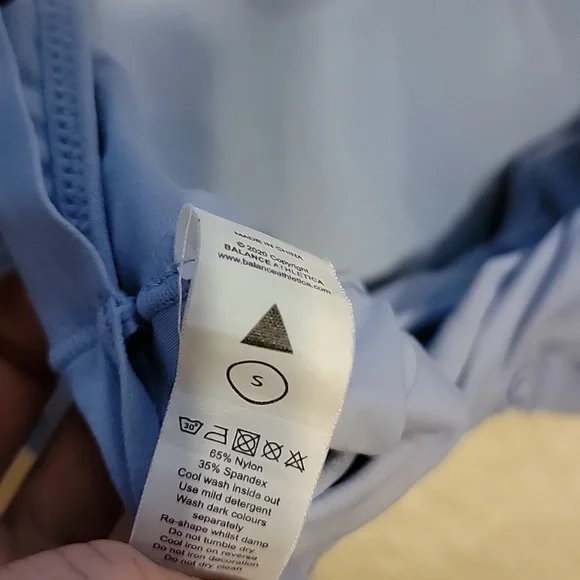 MADE IN CHINA
© 2020 Copyright
BALANCE ATHLETICA
www.balanceathletica.com
S
30°
65% Nylon
35% Spandex
Cool wash inside out
Use mild detergent
Wash dark colours
separately
Re-shape whilst damp
Do not tumble dry
Cool iron on reverse
Do not iron decoration
Do not dry clean